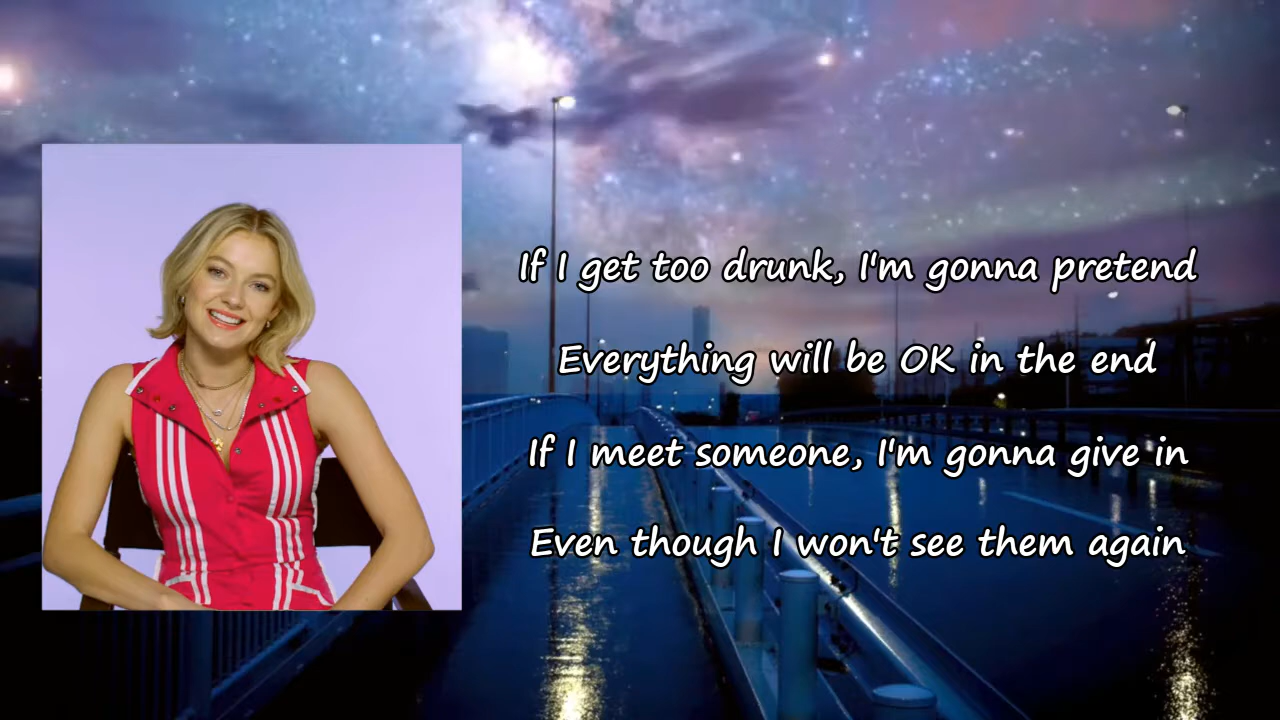 If I get too drunk, I'm gonna pretend
Everything will be OK in the end
If I meet someone, I'm gonna give in
Even though I won't see them again